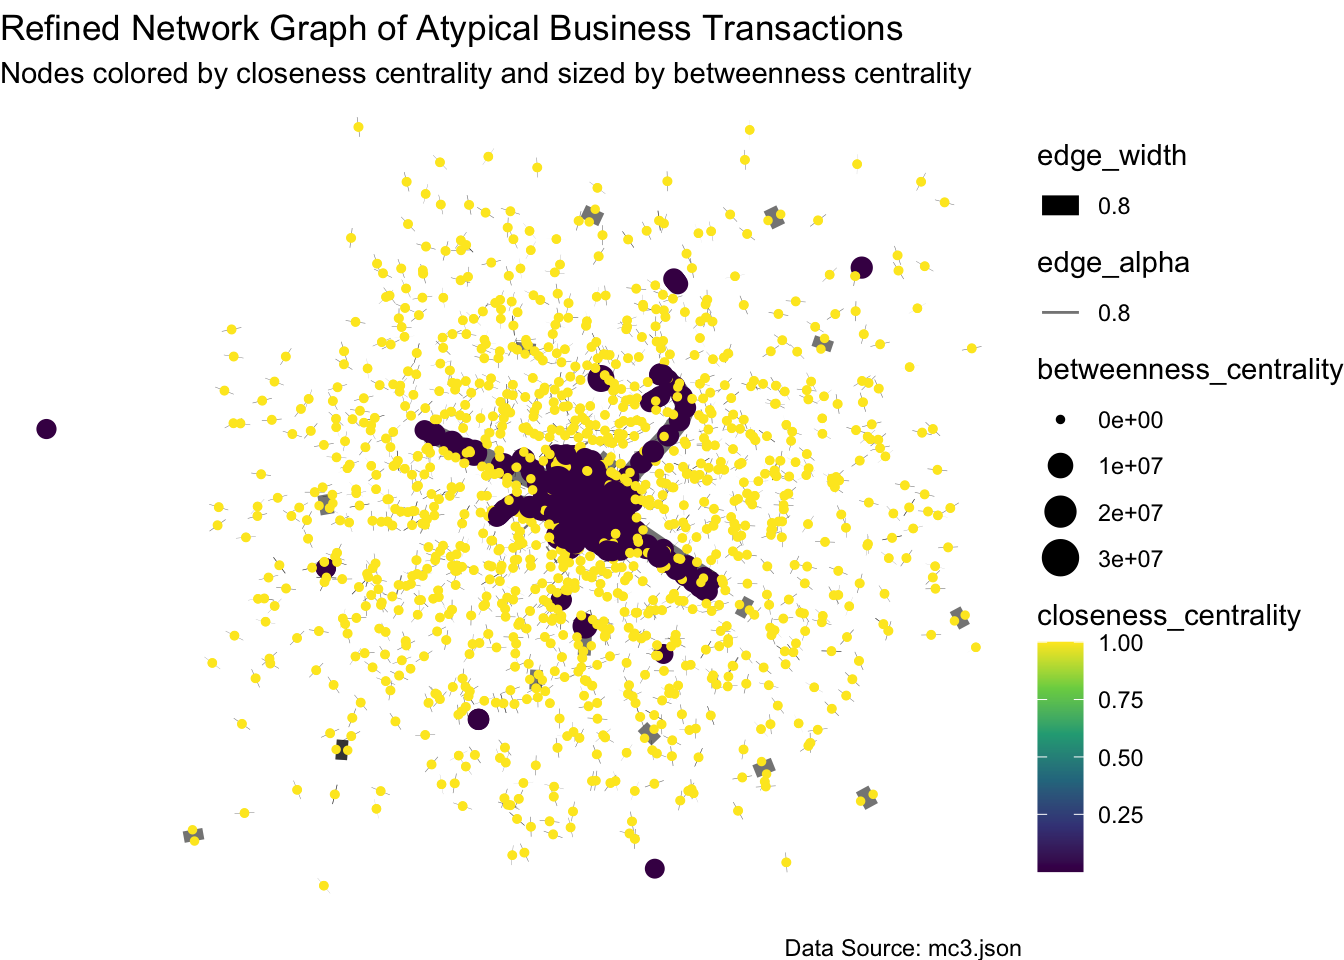 Refined Network Graph of Atypical Business Transactions
Nodes colored by closeness centrality and sized by betweenness centrality
edge_width
0.8
edge_alpha
0.8
betweenness_centrality
0e+00
1e+07
2e+07
3e+07
closeness_centrality
1.00
0.75
0.50
0.25
Data Source: mc3.json